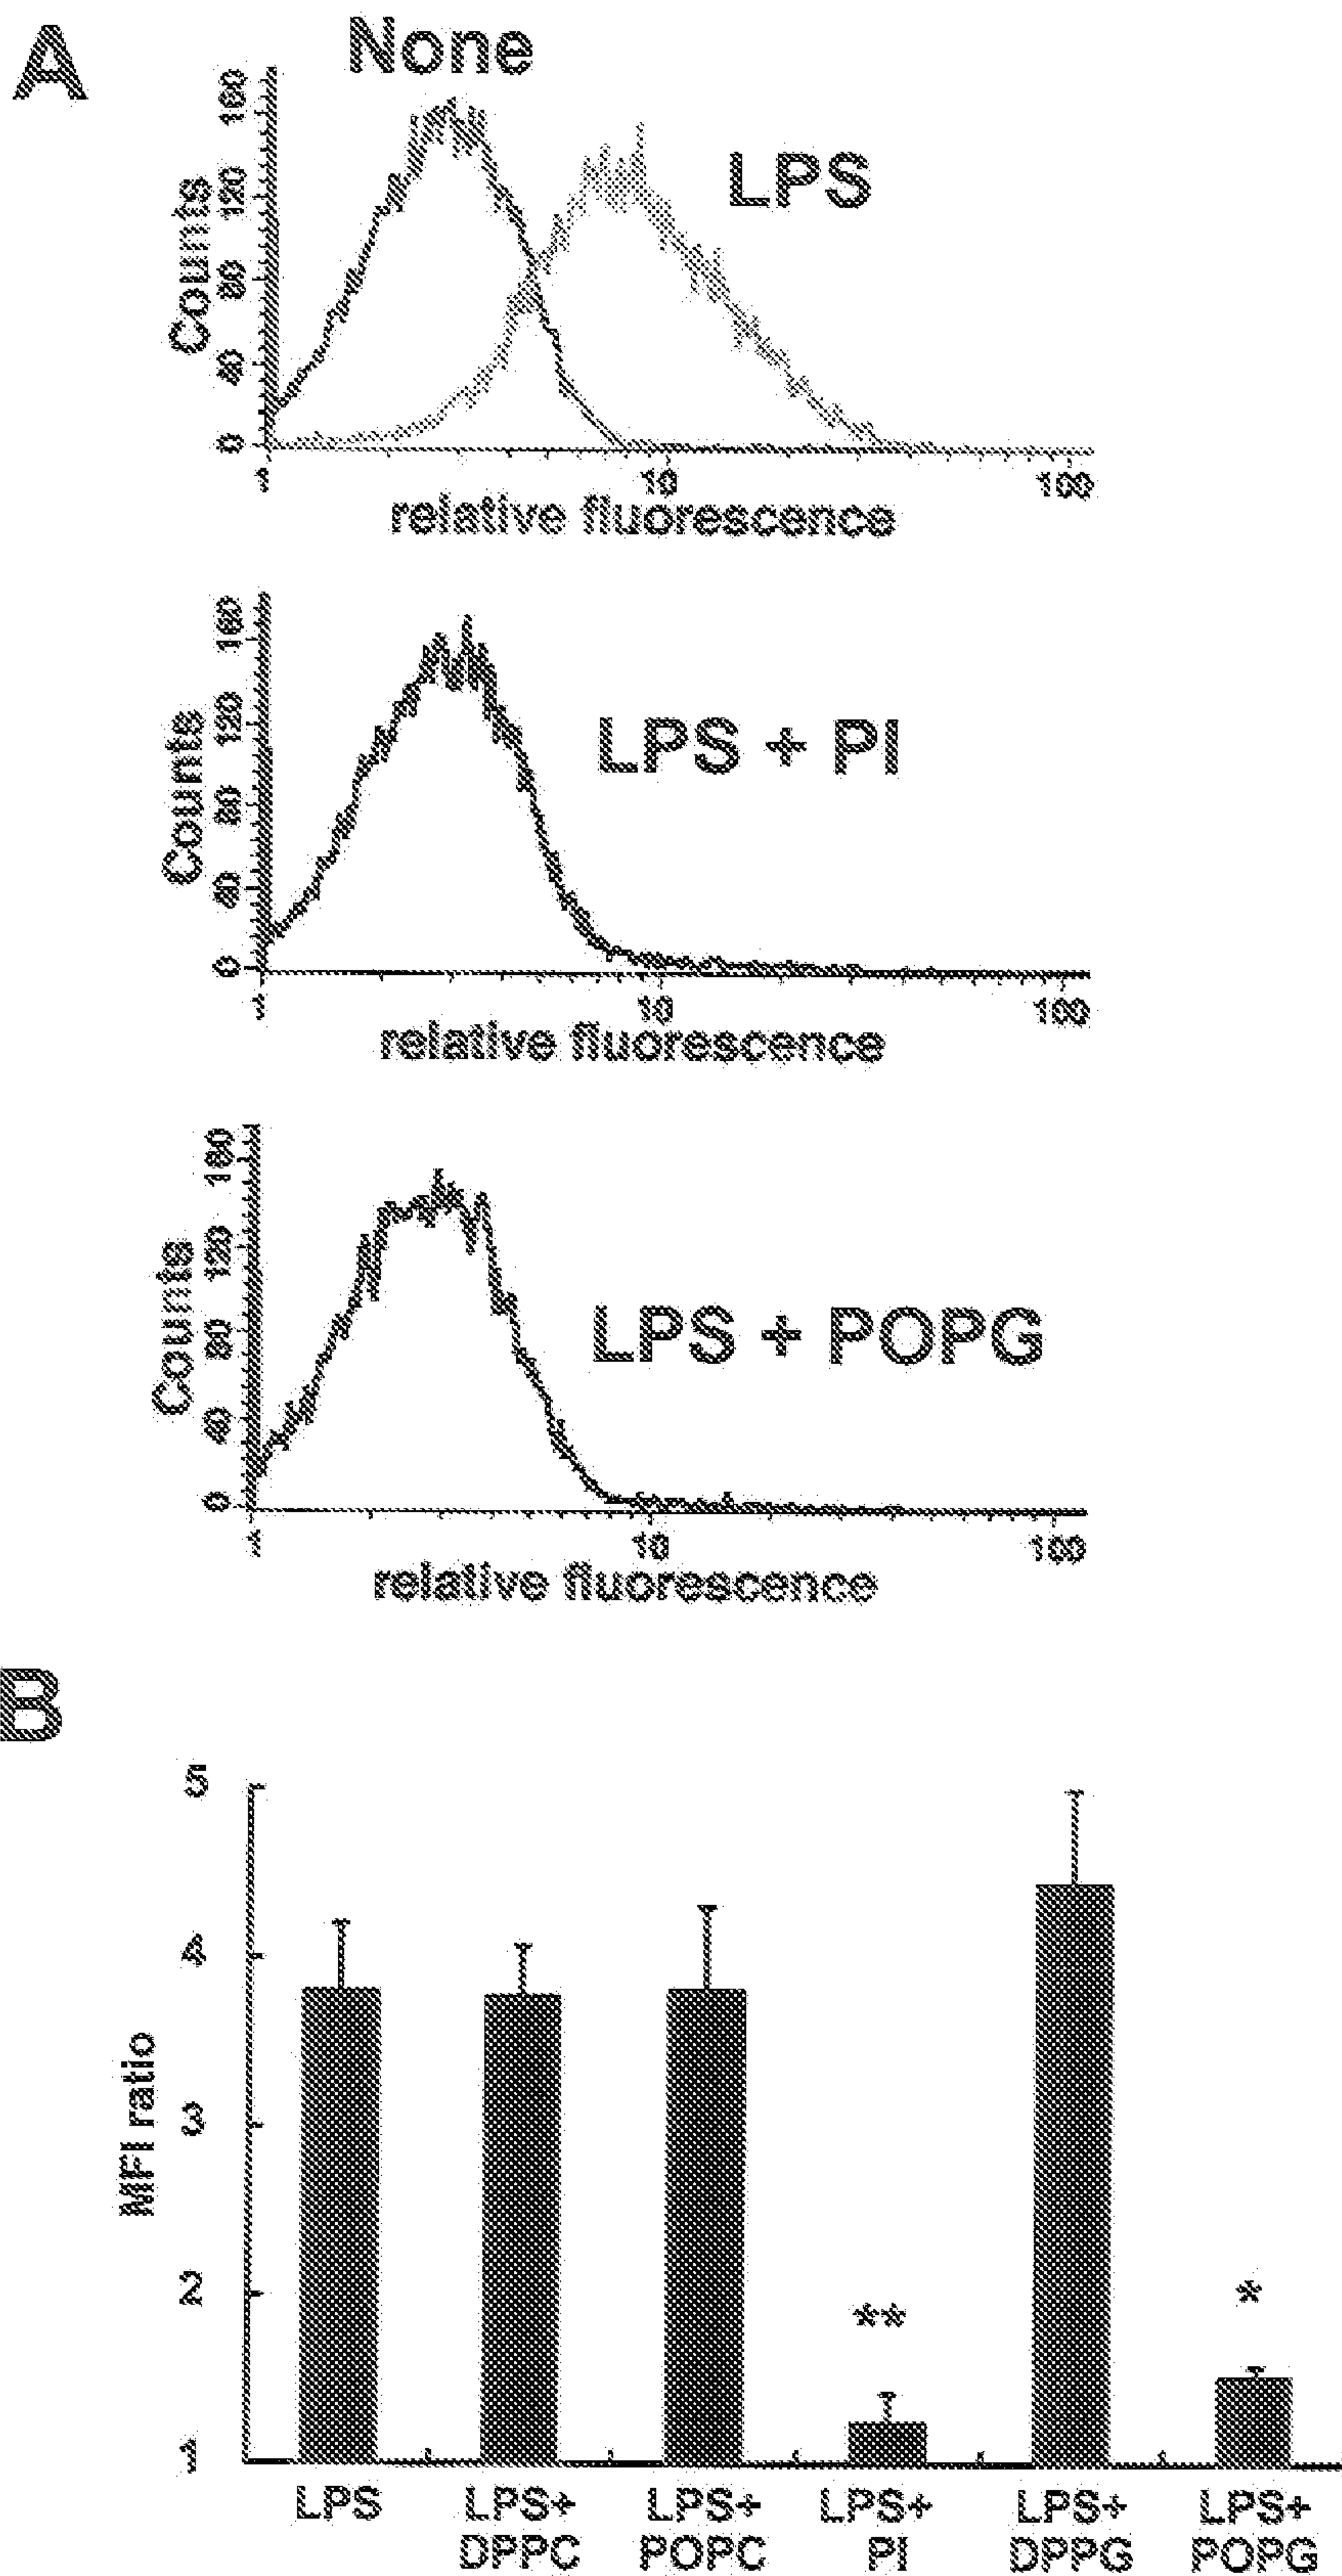 A
None
LPS
Counts
160
120
80
40
0
1
10
100
relative fluorescence
LPS + PI
Counts
160
120
80
40
0
1
10
100
relative fluorescence
LPS + POPG
Counts
160
120
80
40
0
1
10
100
relative fluorescence
B
MFI ratio
5
4
3
2
1
**
*
LPS
LPS+
DPPC
LPS+
POPC
LPS+
PI
LPS+
DPPG
LPS+
POPG